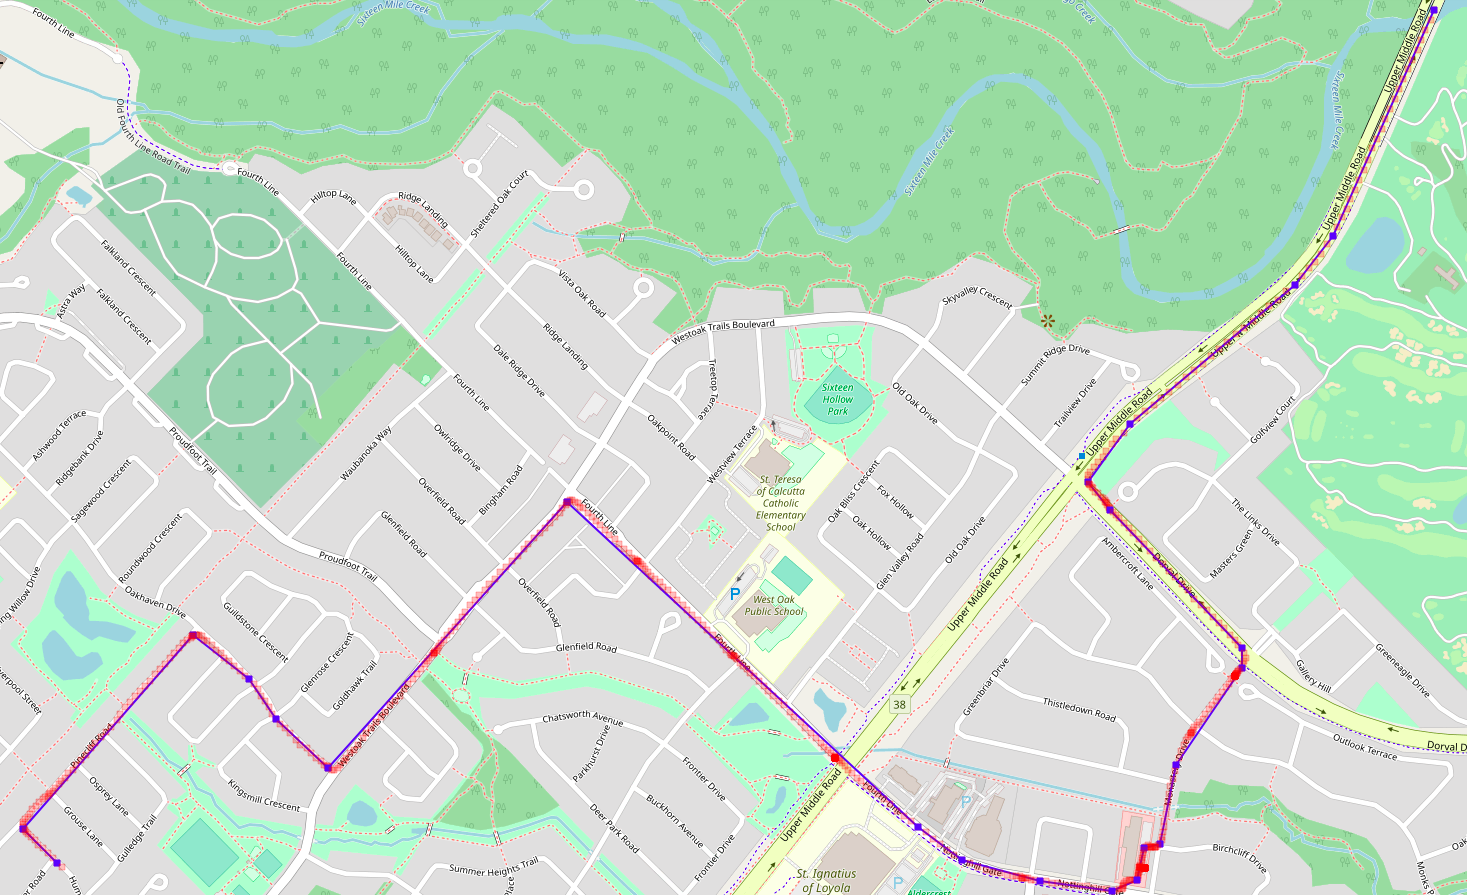 Fourth Line
Sixteen Mile Creek
Upper Middle Road
Old Fourth Line Road Trail
Sixteen Mile Creek
Sixteen Mile Creek
Fourth Line
Hilltop Lane
Ridge Landing
Sheltered Oak Court
Upper Middle Road
Hilltop Lane
Fourth Line
Falkland Crescent
Falkland Crescent
Astra Way
Vista Oak Road
Skyvalley Crescent
Westoak Trails Boulevard
Ridge Landing
Dale Ridge Drive
Treetop Terrace
Summit Ridge Drive
Upper Middle Road
Trailview Drive
Upper Middle Road
Fourth Line
Sixteen
Hollow
Park
Old Oak Drive
Golfview Court
Ashwood Terrace
Ridgebank Drive
Proudfoot Trail
Waubanoka Way
Owlridge Drive
Oakpoint Road
Westview Terrace
Sagewood Crescent
Overfield Road
Bingham Road
St. Teresa
of Calcutta
Catholic
Elementary
School
Oak Bliss Crescent
Fox Hollow
Oak Hollow
The Links Drive
Fourth Line
Glenfield Road
Roundwood Crescent
Old Oak Drive
Masters Green
Glen Valley Road
Ambercroft Lane
Dorval Drive
Proudfoot Trail
Oakhaven Drive
Overfield Road
P
West Oak
Public School
Upper Middle Road
Guildstone Crescent
Glenrose Crescent
Goldhawk Trail
Glenfield Road
Fourth Line
Greenbriar Drive
Gallery Hill
Greeneagle Drive
Thistledown Road
38
Chatsworth Avenue
Parkhurst Drive
Pinecliff Road
Westoak Trails Boulevard
Outlook Terrace
Dorval D
Monastery Drive
Frontier Drive
Kingsmill Crescent
Osprey Lane
Grouse Lane
Gulledge Trail
Buckhorn Avenue
Deer Park Road
Frontier Drive
Upper Middle Road
Fourth Line
P
Birchcliff Drive
Summer Heights Trail
Nottinghill Gate
Nottinghill Gate
P
St. Ignatius
of Loyola
Aldercrest